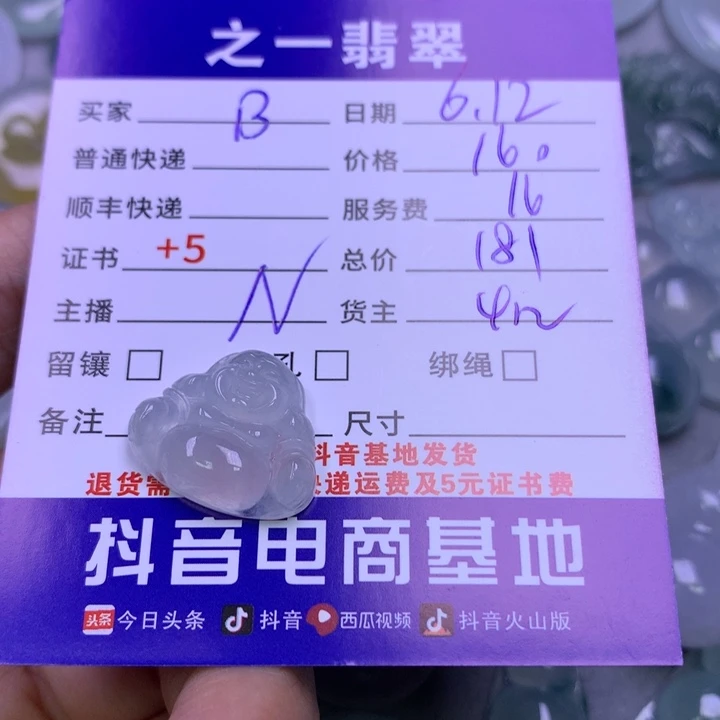 之一翡翠
买家 B 日期 6.12
普通快递 价格 160
顺丰快递 服务费 16
证书 +5 总价 181
主播 N 货主
留镶 孔 绑绳
备注 尺寸
抖音基地发货
退货需 快递运费及5元证书费
抖音电商基地
头条 今日头条 抖音 西瓜视频 抖音火山版